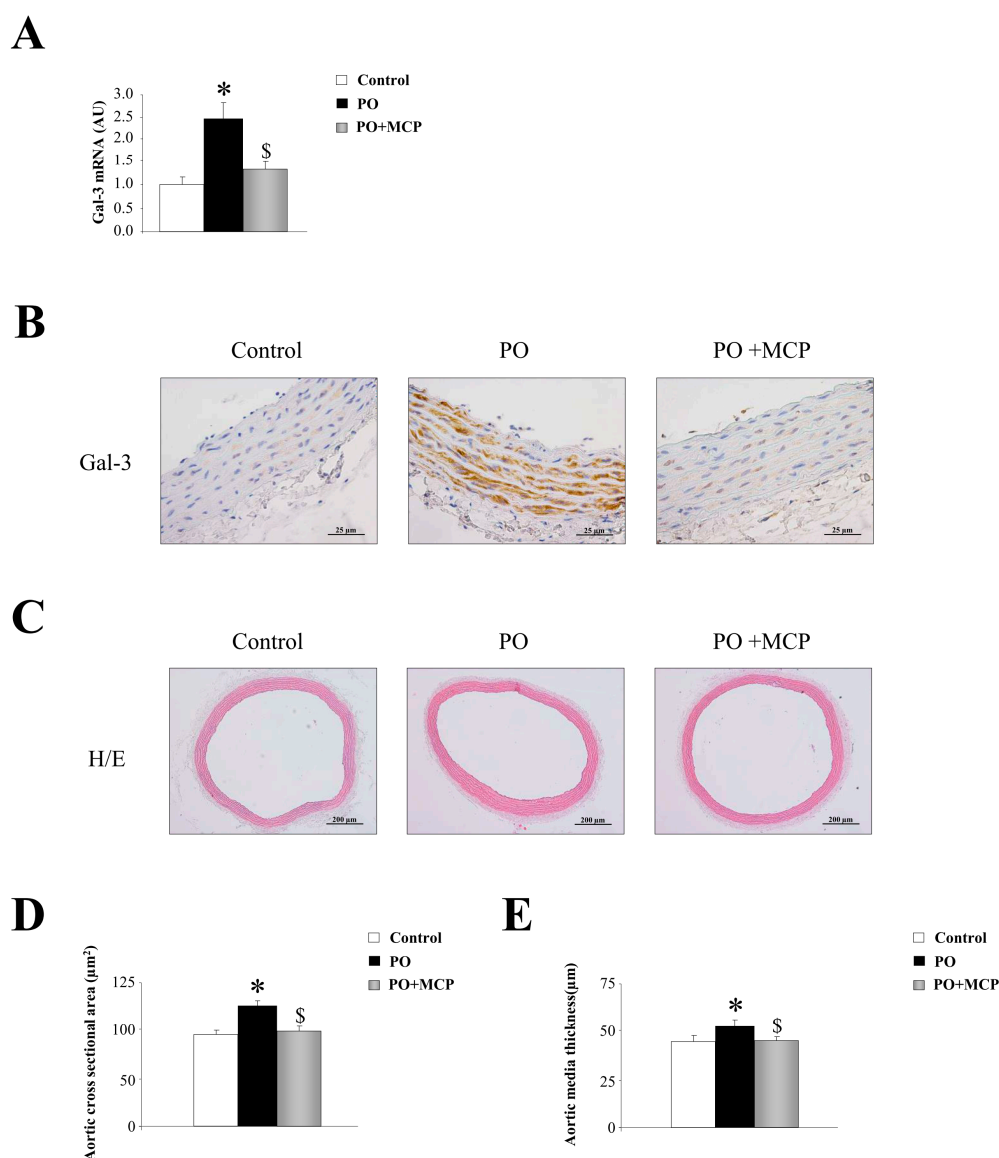 A
Control
PO
PO+MCP
3.0
2.5
2.0
1.5
1.0
0.5
0.0
Gal-3 mRNA (AU)
*
$
B
Control PO PO +MCP
Gal-3
25 µm 25 µm 25 µm
C
Control PO PO +MCP
H/E
200 µm 200 µm 200 µm
D
Control
PO
PO+MCP
Aortic cross sectional area (µm²)
125
100
50
0
*
$
E
Control
PO
PO+MCP
Aortic media thickness(µm)
75
50
25
0
*
$